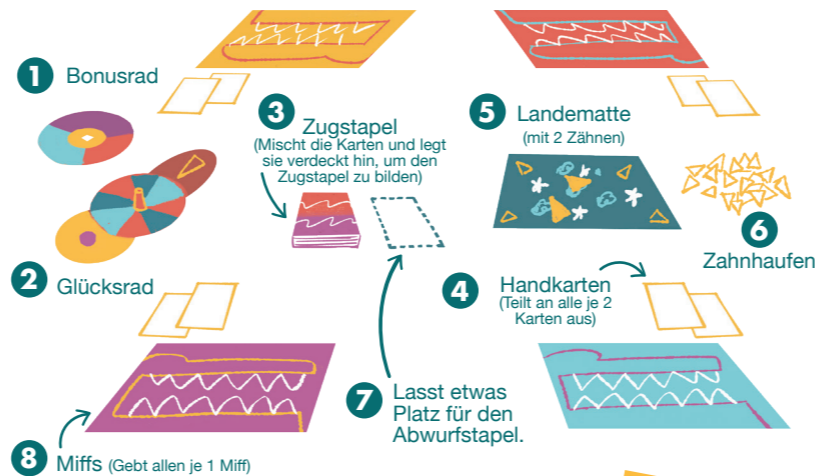 1 Bonusrad
2 Glücksrad
3 Zugstapel
(Mischt die Karten und legt
sie verdeckt hin, um den
Zugstapel zu bilden)
4 Handkarten
(Teilt an alle je 2
Karten aus)
5 Landematte
(mit 2 Zähnen)
6
Zahnhaufen
7 Lasst etwas
Platz für den
Abwurfstapel.
8 Miffs (Gebt allen je 1 Miff)